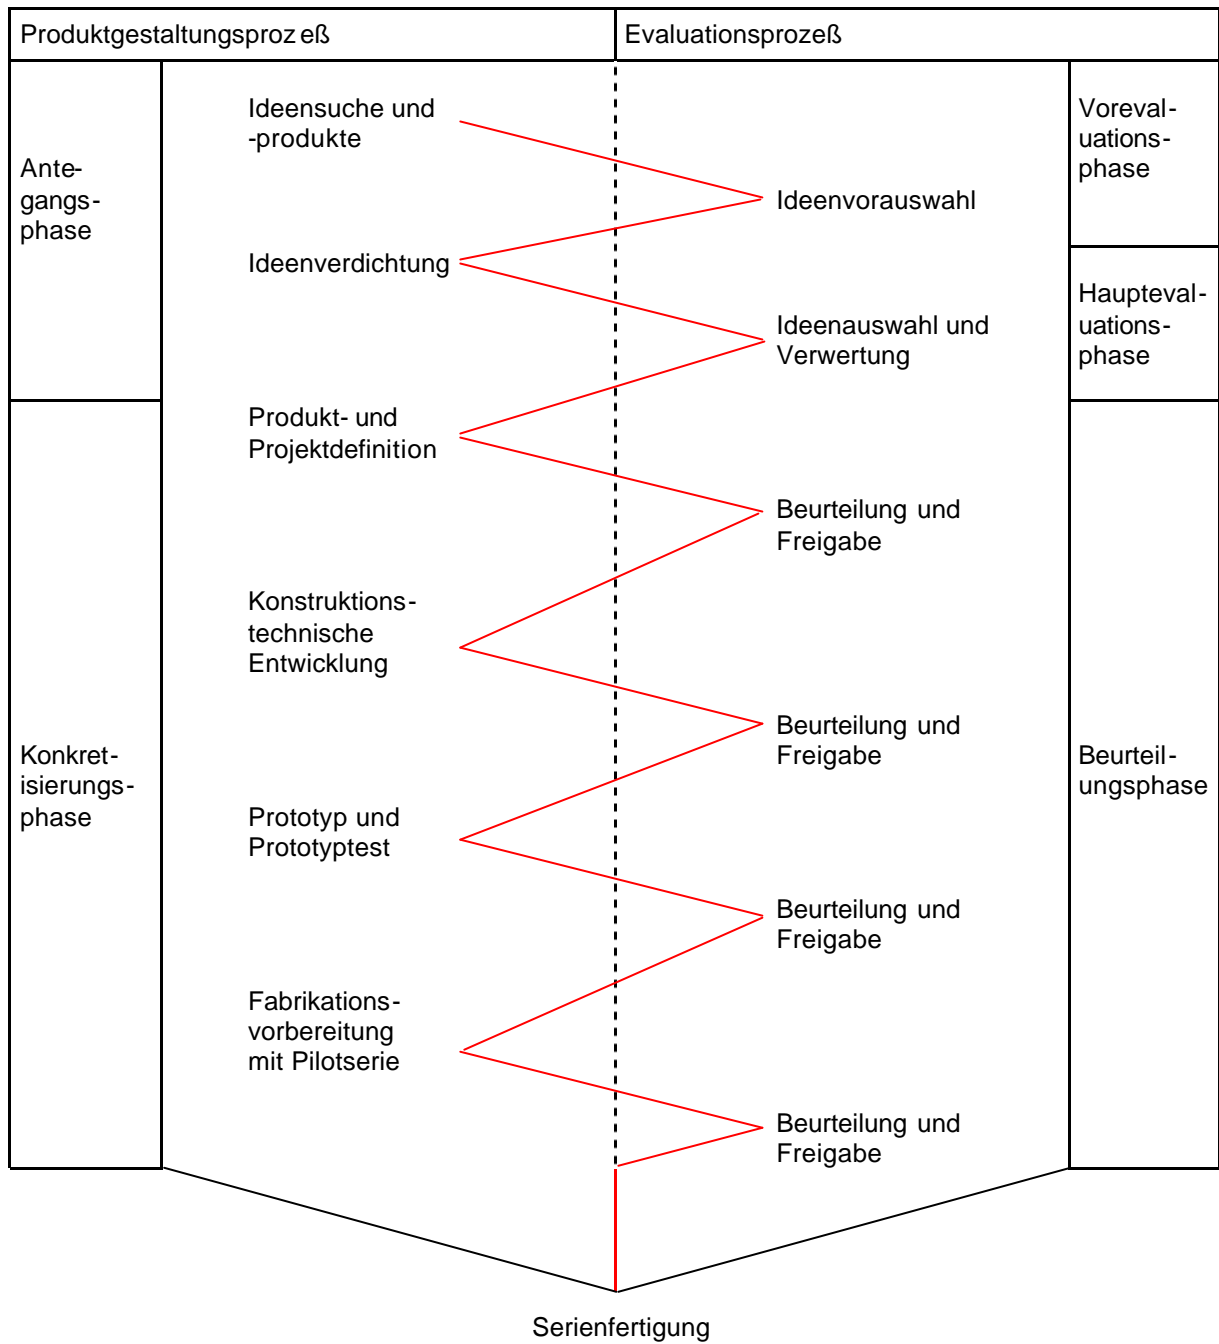 Produktgestaltungsprozeß
Evaluationsprozeß
Ideensuche und
-produkte
Voreval-
uations-
phase
Ante-
gangs-
phase
Ideenvorauswahl
Ideenverdichtung
Haupteval-
uations-
phase
Ideenauswahl und
Verwertung
Produkt- und
Projektdefinition
Beurteilung und
Freigabe
Konstruktions-
technische
Entwicklung
Beurteilung und
Freigabe
Konkret-
isierungs-
phase
Beurteil-
ungsphase
Prototyp und
Prototyptest
Beurteilung und
Freigabe
Fabrikations-
vorbereitung
mit Pilotserie
Beurteilung und
Freigabe
Serienfertigung